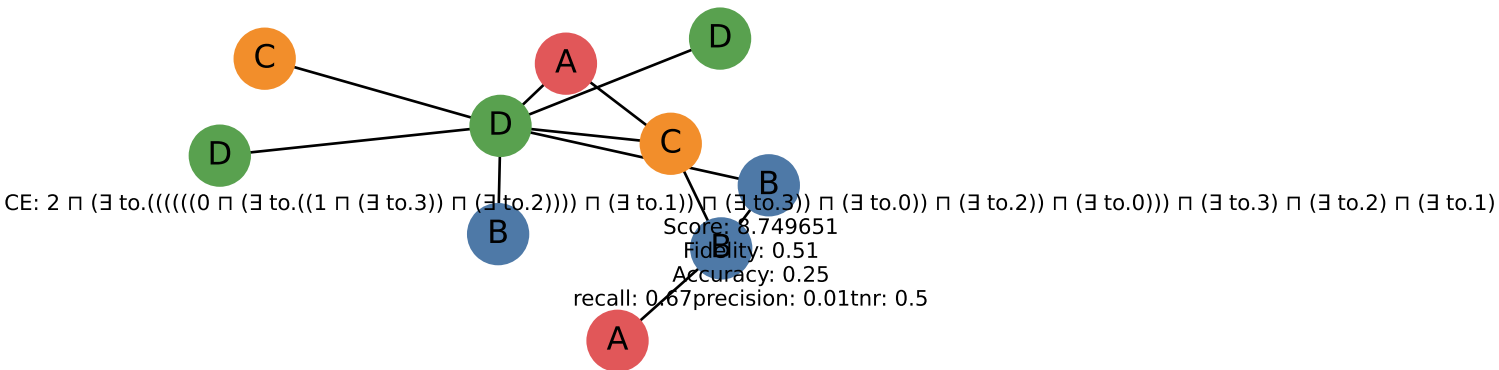 D
A
C
D
C
D
B
CE: 2 ⊓ (∃ to.((((((0 ⊓ (∃ to.((1 ⊓ (∃ to.3)) ⊓ (∃ to.2)))) ⊓ (∃ to.1)) ⊓ (∃ to.3)) ⊓ (∃ to.0)) ⊓ (∃ to.2)) ⊓ (∃ to.0))) ⊓ (∃ to.3) ⊓ (∃ to.2) ⊓ (∃ to.1)
Score: 8.749651
B
B
Fidelity: 0.51
Accuracy: 0.25
recall: 0.67precision: 0.01tnr: 0.5
A